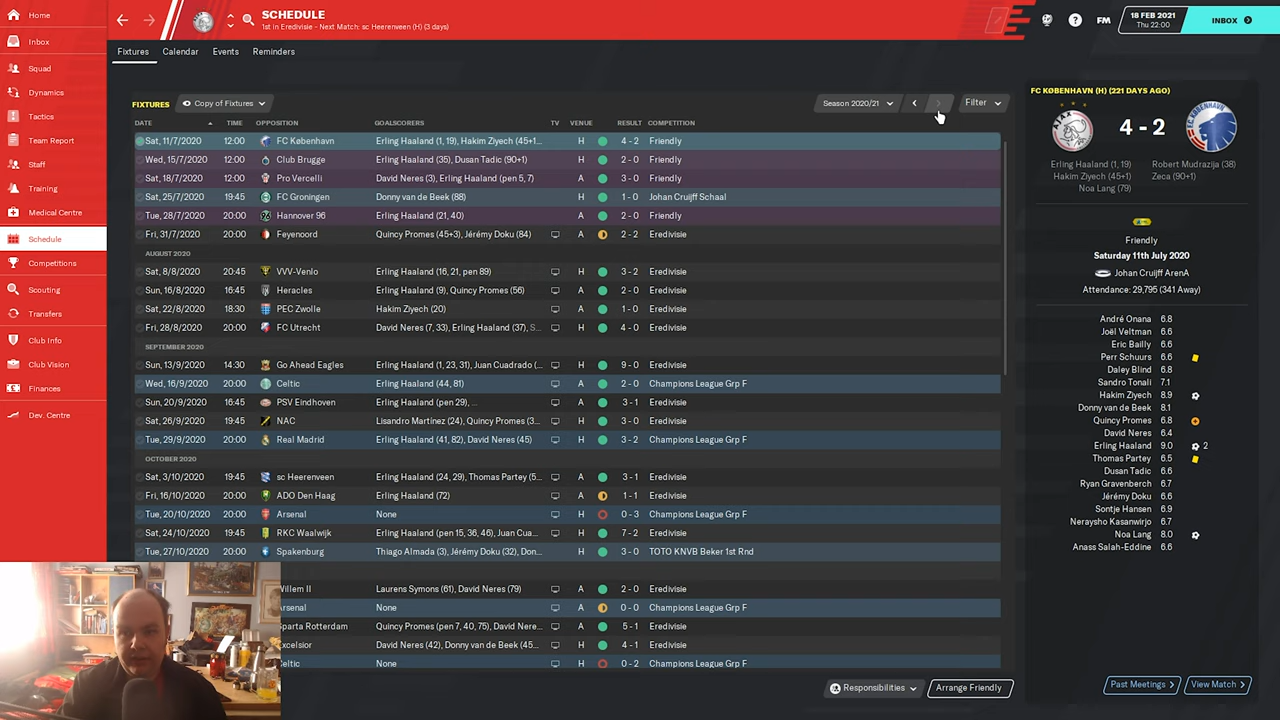 Home
Inbox
Squad
Dynamics
Tactics
Team Report
Staff
Training
Medical Centre
Schedule
Competitions
Scouting
Transfers
Club Info
Club Vision
Finances
Dev. Centre
SCHEDULE
1st in Eredivisie - Next Match: sc Heerenveen (H) (3 days)
FM
18 FEB 2021
Thu 22:00
INBOX
Fixtures Calendar Events Reminders
FIXTURES Copy of Fixtures Season 2020/21 Filter
DATE TIME OPPOSITION GOALSCORERS TV VENUE RESULT COMPETITION
Sat, 11/7/2020 12:00 FC København Erling Haaland (1, 19), Hakim Ziyech (45+1... H 4 - 2 Friendly
Wed, 15/7/2020 12:00 Club Brugge Erling Haaland (35), Dusan Tadic (90+1) H 2 - 0 Friendly
Sat, 18/7/2020 12:00 Pro Vercelli David Neres (3), Erling Haaland (pen 5, 7) A 3 - 0 Friendly
Sat, 25/7/2020 19:45 FC Groningen Donny van de Beek (88) H 1 - 0 Johan Cruijff Schaal
Tue, 28/7/2020 20:00 Hannover 96 Erling Haaland (21, 40) A 2 - 0 Friendly
Fri, 31/7/2020 20:00 Feyenoord Quincy Promes (45+3), Jérémy Doku (84) A 2 - 2 Eredivisie
AUGUST 2020
Sat, 8/8/2020 20:45 VVV-Venlo Erling Haaland (16, 21, pen 89) H 3 - 2 Eredivisie
Sun, 16/8/2020 16:45 Heracles Erling Haaland (9), Quincy Promes (56) H 2 - 0 Eredivisie
Sat, 22/8/2020 18:30 PEC Zwolle Hakim Ziyech (20) A 1 - 0 Eredivisie
Fri, 28/8/2020 20:00 FC Utrecht David Neres (7, 33), Erling Haaland (37), S... H 4 - 0 Eredivisie
SEPTEMBER 2020
Sun, 13/9/2020 14:30 Go Ahead Eagles Erling Haaland (1, 23, 31), Juan Cuadrado (... H 9 - 0 Eredivisie
Wed, 16/9/2020 20:00 Celtic Erling Haaland (44, 81) A 2 - 0 Champions League Grp F
Sun, 20/9/2020 16:45 PSV Eindhoven Erling Haaland (pen 29), ... A 3 - 1 Eredivisie
Sat, 26/9/2020 19:45 NAC Lisandro Martínez (24), Quincy Promes (3... A 3 - 0 Eredivisie
Tue, 29/9/2020 20:00 Real Madrid Erling Haaland (41, 82), David Neres (45) H 3 - 2 Champions League Grp F
OCTOBER 2020
Sat, 3/10/2020 19:45 sc Heerenveen Erling Haaland (24, 29), Thomas Partey (5... A 3 - 1 Eredivisie
Fri, 16/10/2020 20:00 ADO Den Haag Erling Haaland (72) A 1 - 1 Eredivisie
Tue, 20/10/2020 20:00 Arsenal None H 0 - 3 Champions League Grp F
Sat, 24/10/2020 19:45 RKC Waalwijk Erling Haaland (pen 15, 36, 46), Juan Cua... H 7 - 2 Eredivisie
Tue, 27/10/2020 20:00 Spakenburg Thiago Almada (3), Jérémy Doku (32), Don... H 3 - 0 TOTO KNVB Beker 1st Rnd
Willem II Laurens Symons (61), David Neres (79) A 2 - 0 Eredivisie
Arsenal None A 0 - 0 Champions League Grp F
Sparta Rotterdam Quincy Promes (pen 7, 40, 75), David Nere... A 5 - 1 Eredivisie
Excelsior David Neres (42), Donny van de Beek (45... H 4 - 1 Eredivisie
Celtic None H 0 - 2 Champions League Grp F
Responsibilities Arrange Friendly
FC KØBENHAVN (H) (221 DAYS AGO)
AJAX
4 - 2
Erling Haaland (1, 19) Robert Mudrazija (38)
Hakim Ziyech (45+1) Zeca (90+1)
Noa Lang (79)
Friendly
Saturday 11th July 2020
Johan Cruijff ArenA
Attendance: 29,795 (341 Away)
André Onana 6.8
Joël Veltman 6.6
Eric Bailly 6.6
Perr Schuurs 6.6
Daley Blind 6.8
Sandro Tonali 7.1
Hakim Ziyech 8.9
Donny van de Beek 8.1
Quincy Promes 6.8
David Neres 6.4
Erling Haaland 9.0 2
Thomas Partey 6.5
Dusan Tadic 6.6
Ryan Gravenberch 6.7
Jérémy Doku 6.6
Sontje Hansen 6.9
Neraysho Kasanwirjo 6.7
Noa Lang 8.0
Anass Salah-Eddine 6.6
Past Meetings View Match